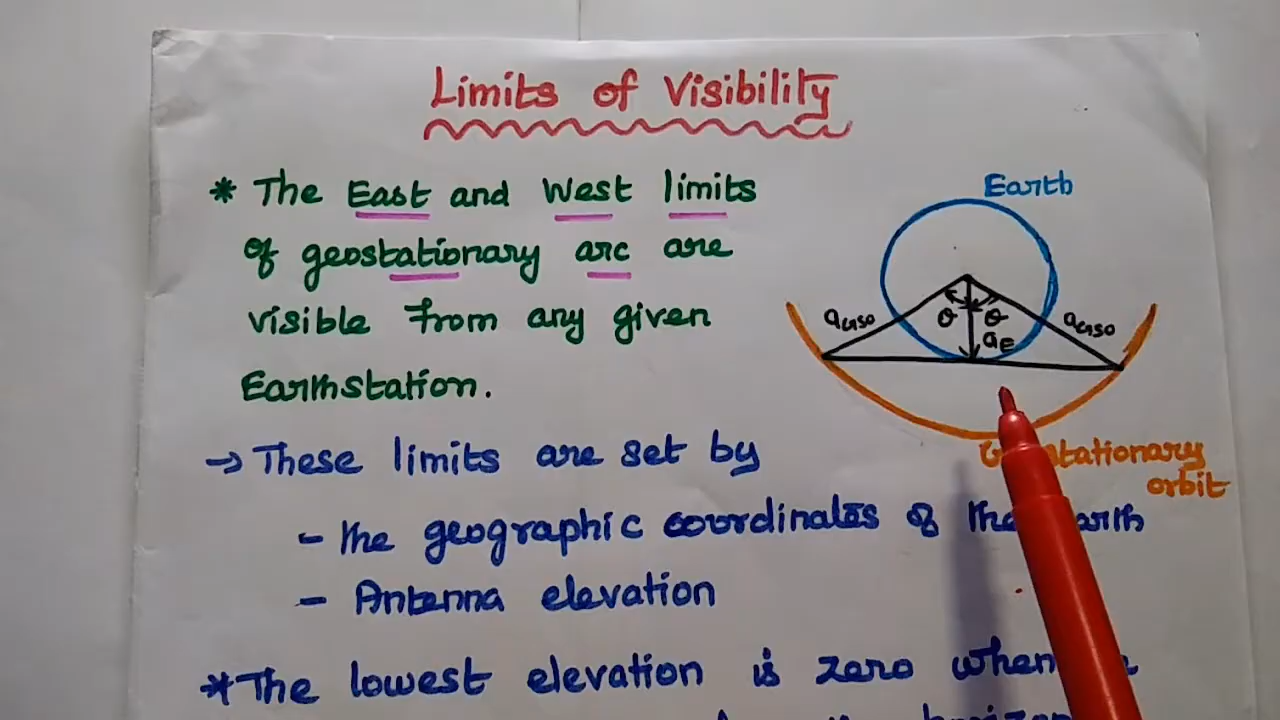 Limits of Visibility
* The East and West limits
of geostationary arc are
visible from any given
Earthstation.
→ These limits are set by
- the geographic coordinates of the
- Antenna elevation
* The lowest elevation is zero when
Earth
aGSO
θ
θ
aGSO
aE
orbit